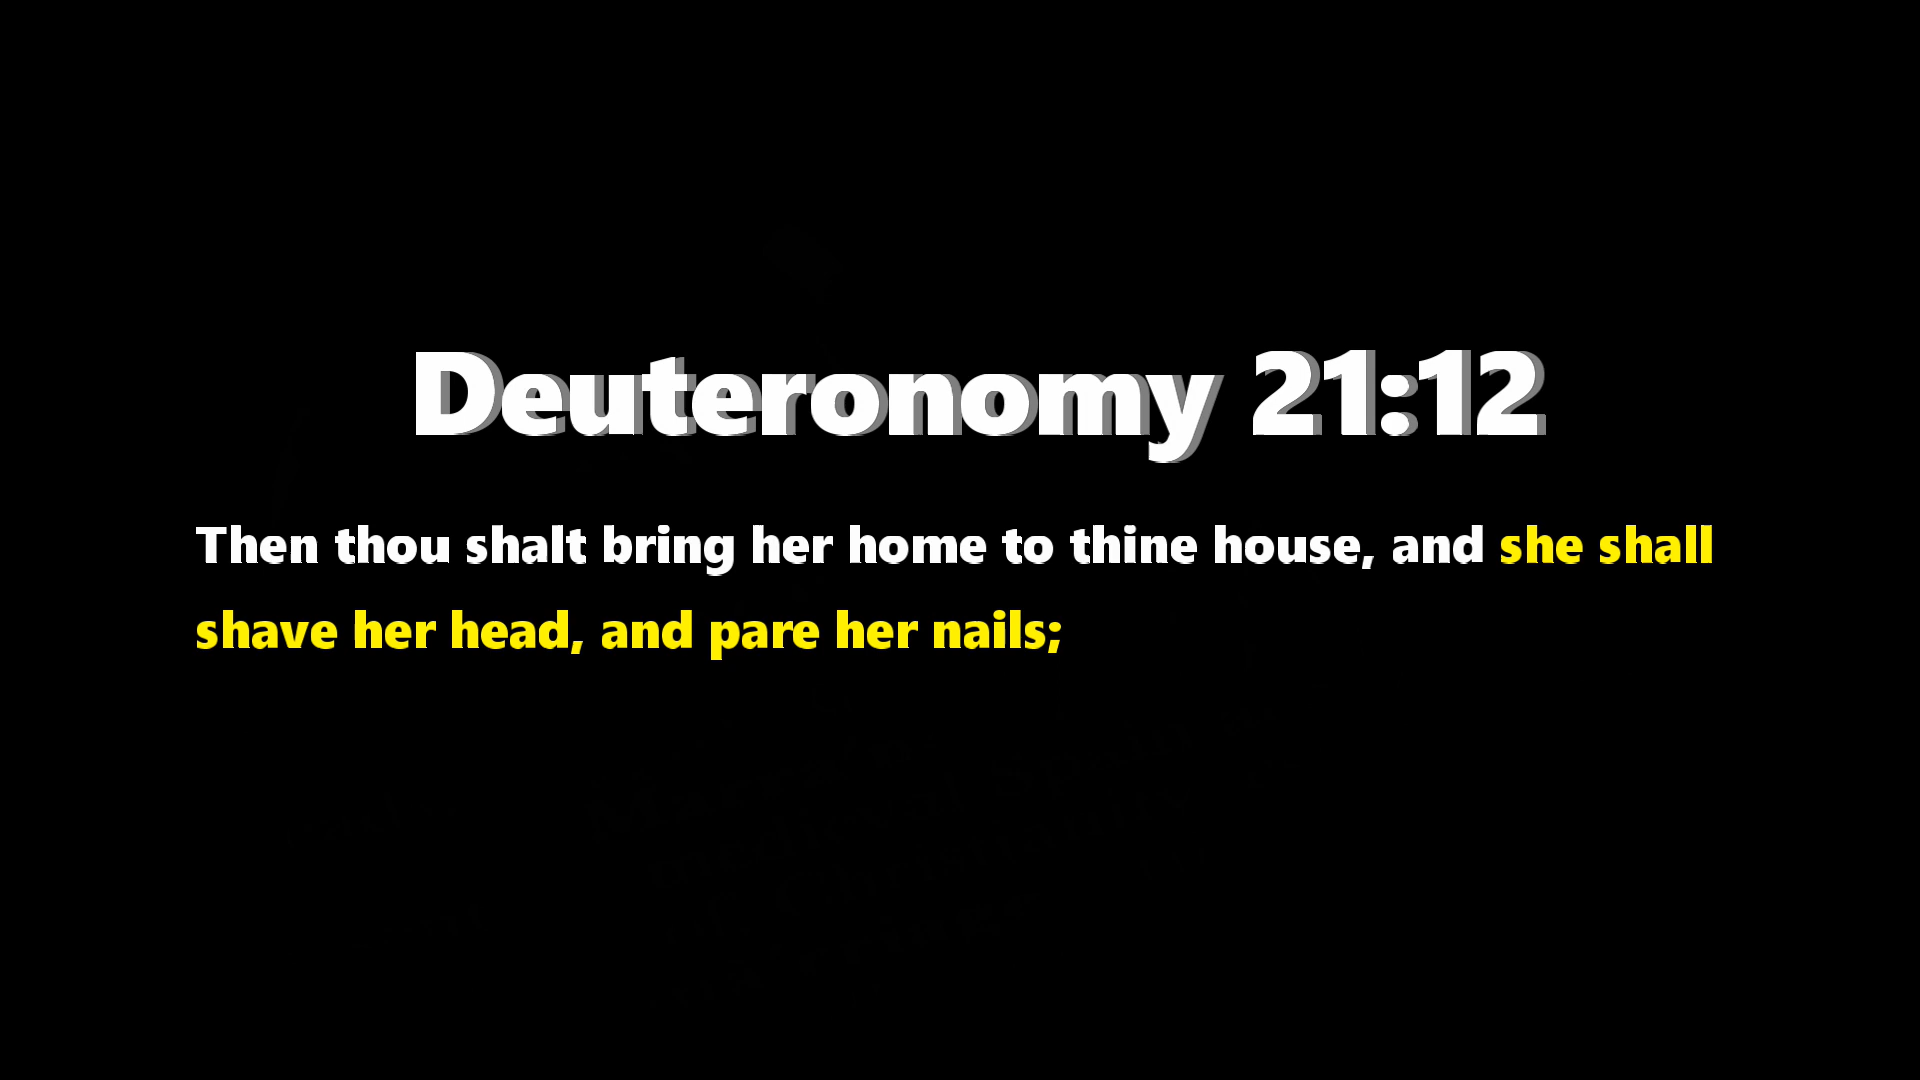 Deuteronomy 21:12
Then thou shalt bring her home to thine house, and she shall
shave her head, and pare her nails;